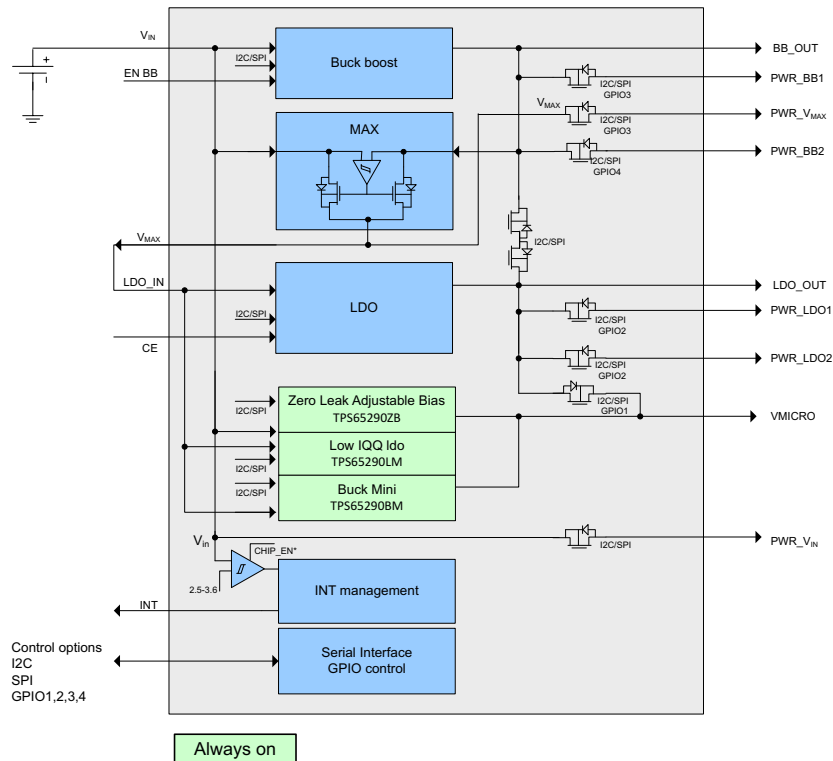 VIN
I2C/SPI
EN BB
Buck boost
BB_OUT
I2C/SPI
GPIO3
PWR_BB1
MAX
VMAX
I2C/SPI
GPIO3
PWR_VMAX
I2C/SPI
GPIO4
PWR_BB2
I2C/SPI
VMAX
LDO_IN
I2C/SPI
CE
LDO
LDO_OUT
I2C/SPI
GPIO2
PWR_LDO1
I2C/SPI
GPIO2
PWR_LDO2
I2C/SPI
GPIO1
VMICRO
I2C/SPI
Zero Leak Adjustable Bias
TPS65290ZB
I2C/SPI
Low IQQ ldo
TPS65290LM
I2C/SPI
Buck Mini
TPS65290BM
Vin
CHIP_EN*
2.5-3.6
I2C/SPI
PWR_VIN
INT
INT management
Control options
I2C
SPI
GPIO1,2,3,4
Serial Interface
GPIO control
Always on